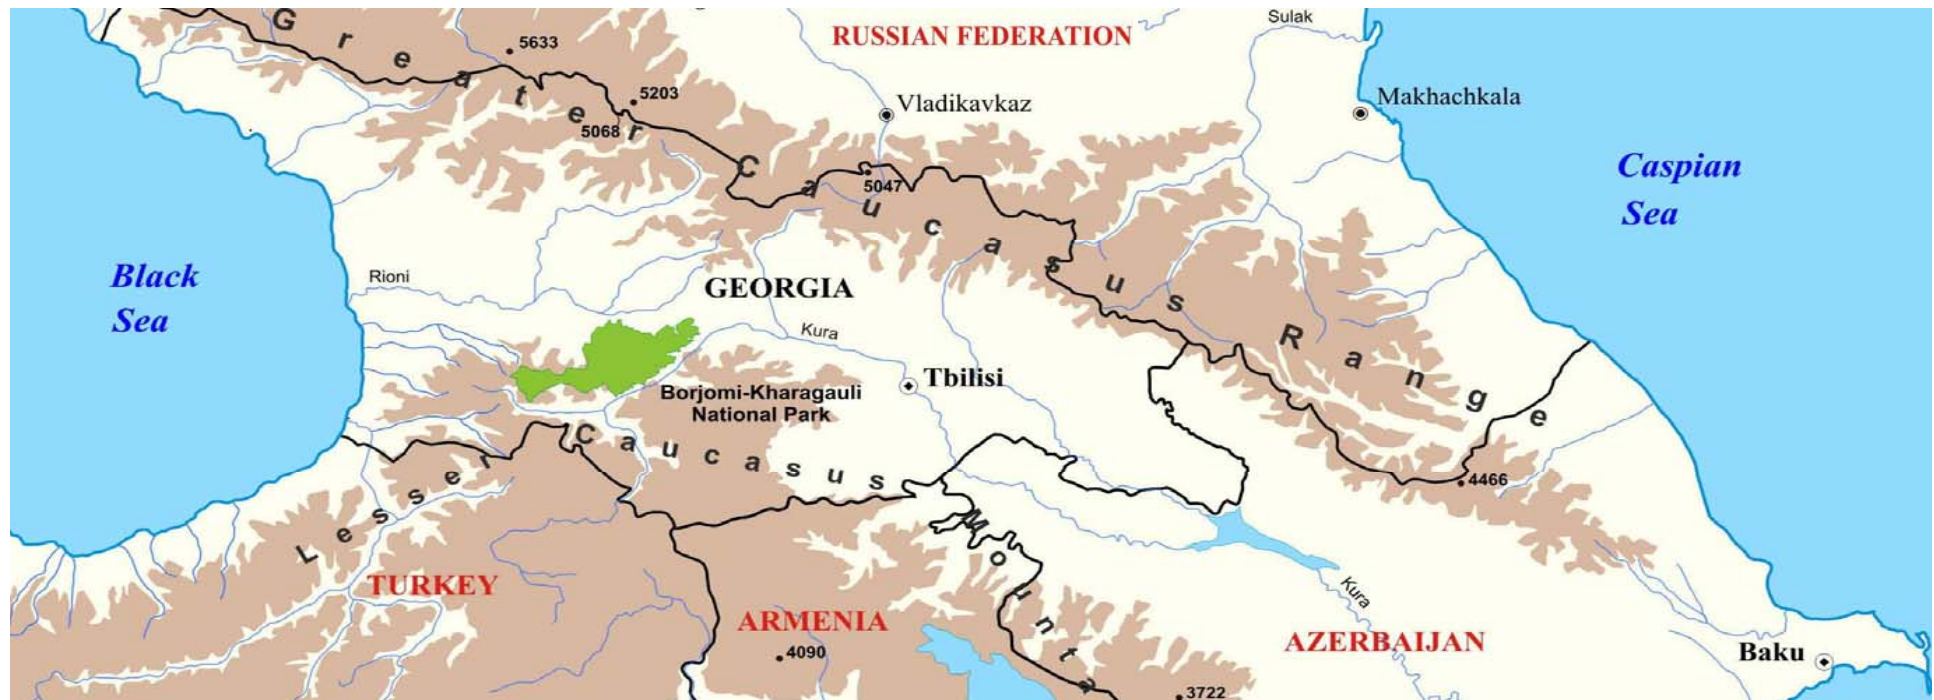 Sulak
RUSSIAN FEDERATION
5633
5203
Makhachkala
Vladikavkaz
5068
Greater Caucasus Range
5047
Caspian
Sea
Black
Sea
Rioni
GEORGIA
Kura
Tbilisi
Borjomi-Kharagauli
National Park
Lesser Caucasus Mounta
4466
TURKEY
Kura
ARMENIA
AZERBAIJAN
4090
Baku
3722